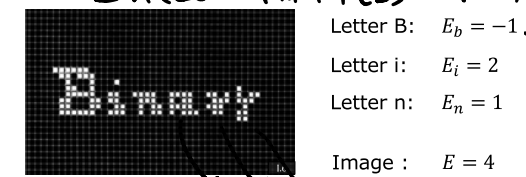 Binary
Letter B: E_b = −1
Letter i: E_i = 2
Letter n: E_n = 1
Image : E = 4